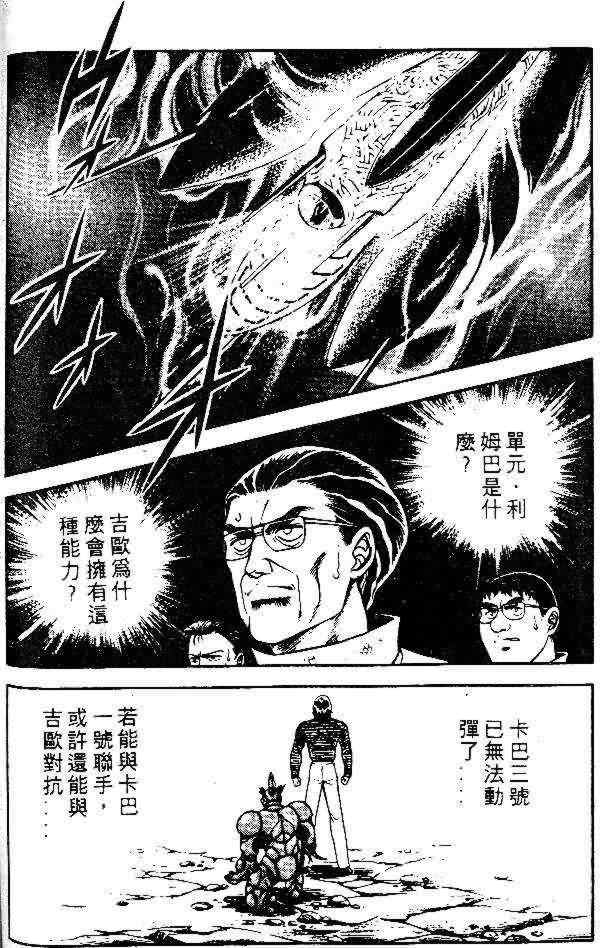 單元．利
姆巴是什
麼？
吉歐為什
麼會擁有這
種能力？
卡巴三號
已無法動
彈了……
若能與卡巴
一號聯手，
或許還能與
吉歐對抗……